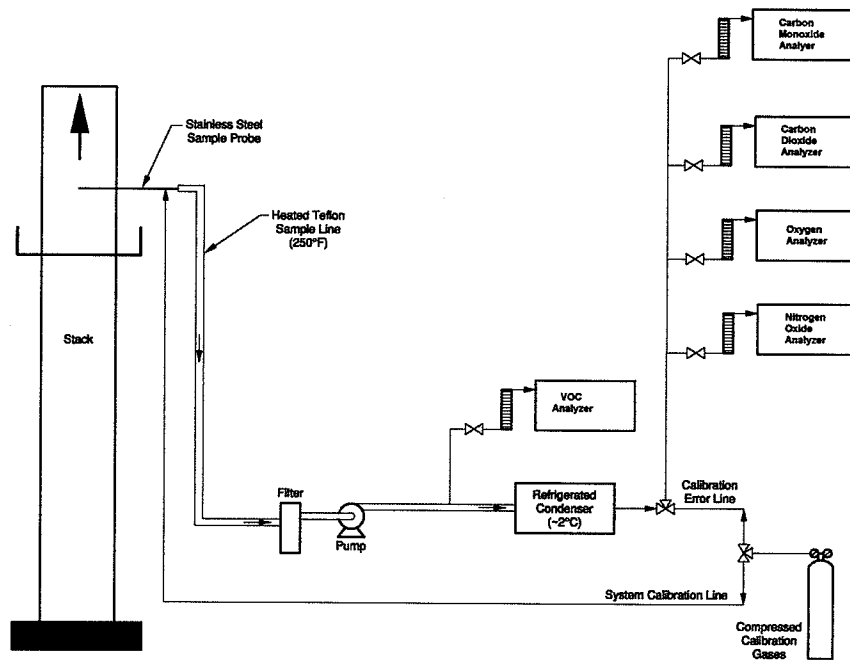 Carbon
Monoxide
Analyer
Stainless Steel
Sample Probe
Carbon
Dioxide
Analyzer
Heated Teflon
Sample Line
(250°F)
Oxygen
Analyzer
Stack
Nitrogen
Oxide
Analyzer
VOC
Analyzer
Filter
Pump
Refrigerated
Condenser
(~2°C)
Calibration
Error Line
System Calibration Line
Compressed
Calibration
Gases